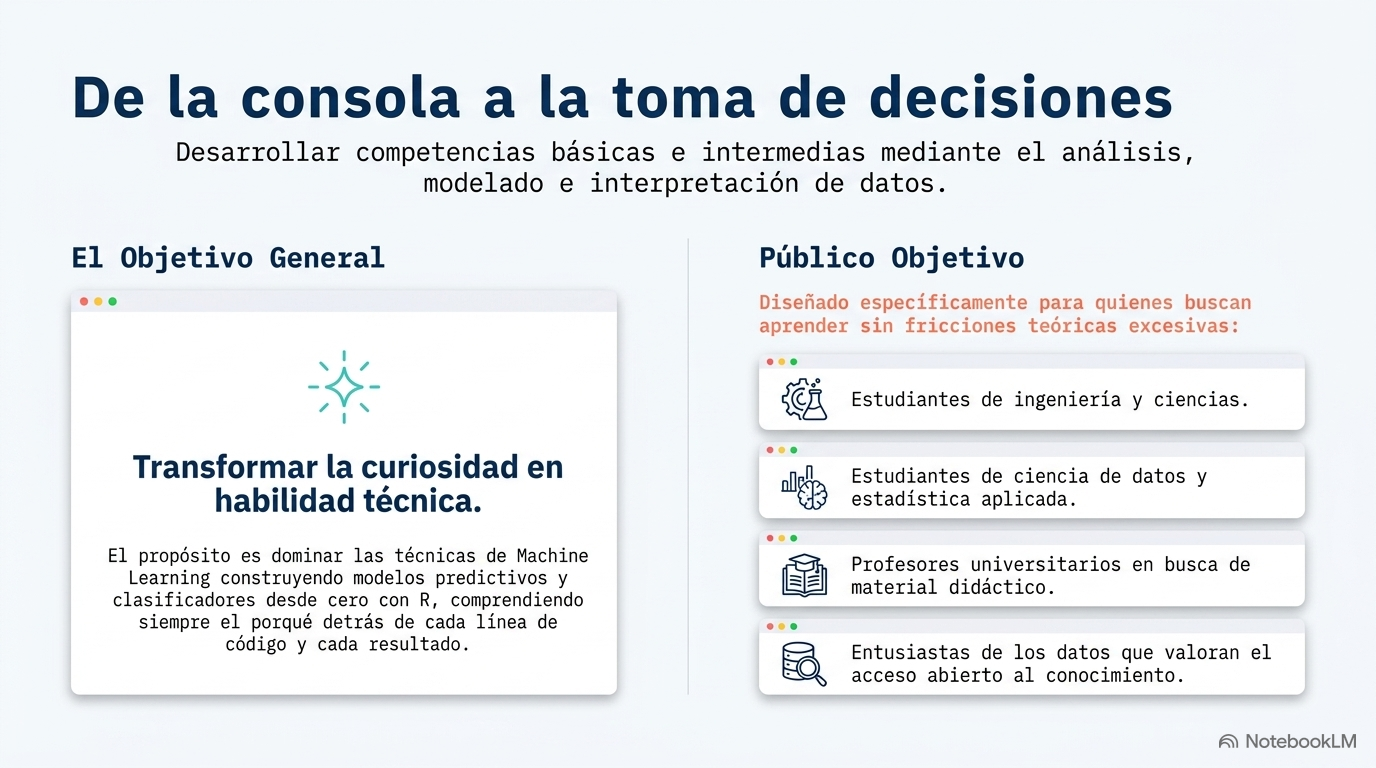 De la consola a la toma de decisiones
Desarrollar competencias básicas e intermedias mediante el análisis,
modelado e interpretación de datos.
El Objetivo General
Transformar la curiosidad en
habilidad técnica.
El propósito es dominar las técnicas de Machine
Learning construyendo modelos predictivos y
clasificadores desde cero con R, comprendiendo
siempre el porqué detrás de cada línea de
código y cada resultado.
Público Objetivo
Diseñado específicamente para quienes buscan
aprender sin fricciones teóricas excesivas:
Estudiantes de ingeniería y ciencias.
Estudiantes de ciencia de datos y
estadística aplicada.
Profesores universitarios en busca de
material didáctico.
Entusiastas de los datos que valoran el
acceso abierto al conocimiento.
NotebookLM